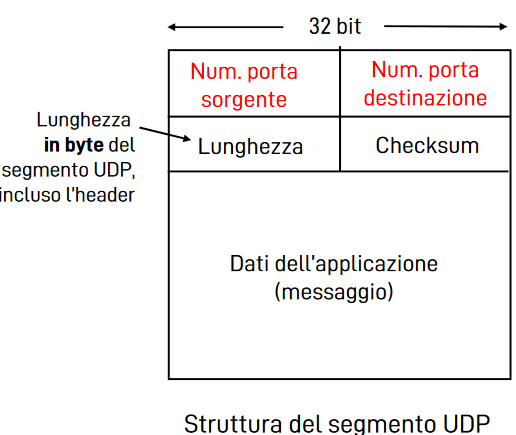 32 bit
Num. porta
sorgente
Num. porta
destinazione
Lunghezza
in byte del
segmento UDP,
incluso l'header
Lunghezza
Checksum
Dati dell'applicazione
(messaggio)
Struttura del segmento UDP